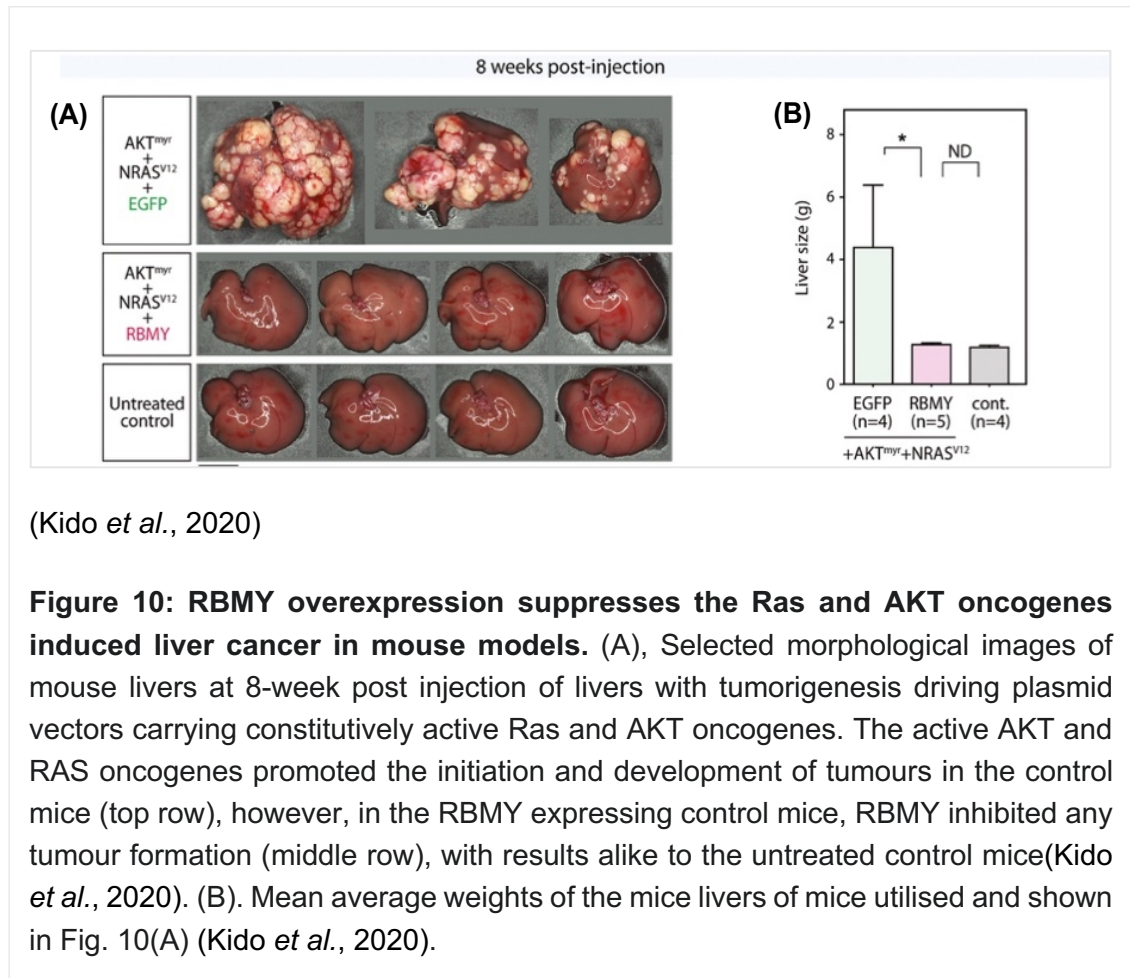 8 weeks post-injection
(A)
AKTmyr
+
NRASV12
+
EGFP
AKTmyr
+
NRASV12
+
RBMY
Untreated
control
(B)
8
6
4
2
0
Liver size (g)
*
ND
EGFP RBMY cont.
(n=4) (n=5) (n=4)
+AKTmyr+NRASV12
(Kido et al., 2020)
Figure 10: RBMY overexpression suppresses the Ras and AKT oncogenes
induced liver cancer in mouse models. (A), Selected morphological images of
mouse livers at 8-week post injection of livers with tumorigenesis driving plasmid
vectors carrying constitutively active Ras and AKT oncogenes. The active AKT and
RAS oncogenes promoted the initiation and development of tumours in the control
mice (top row), however, in the RBMY expressing control mice, RBMY inhibited any
tumour formation (middle row), with results alike to the untreated control mice(Kido
et al., 2020). (B). Mean average weights of the mice livers of mice utilised and shown
in Fig. 10(A) (Kido et al., 2020).